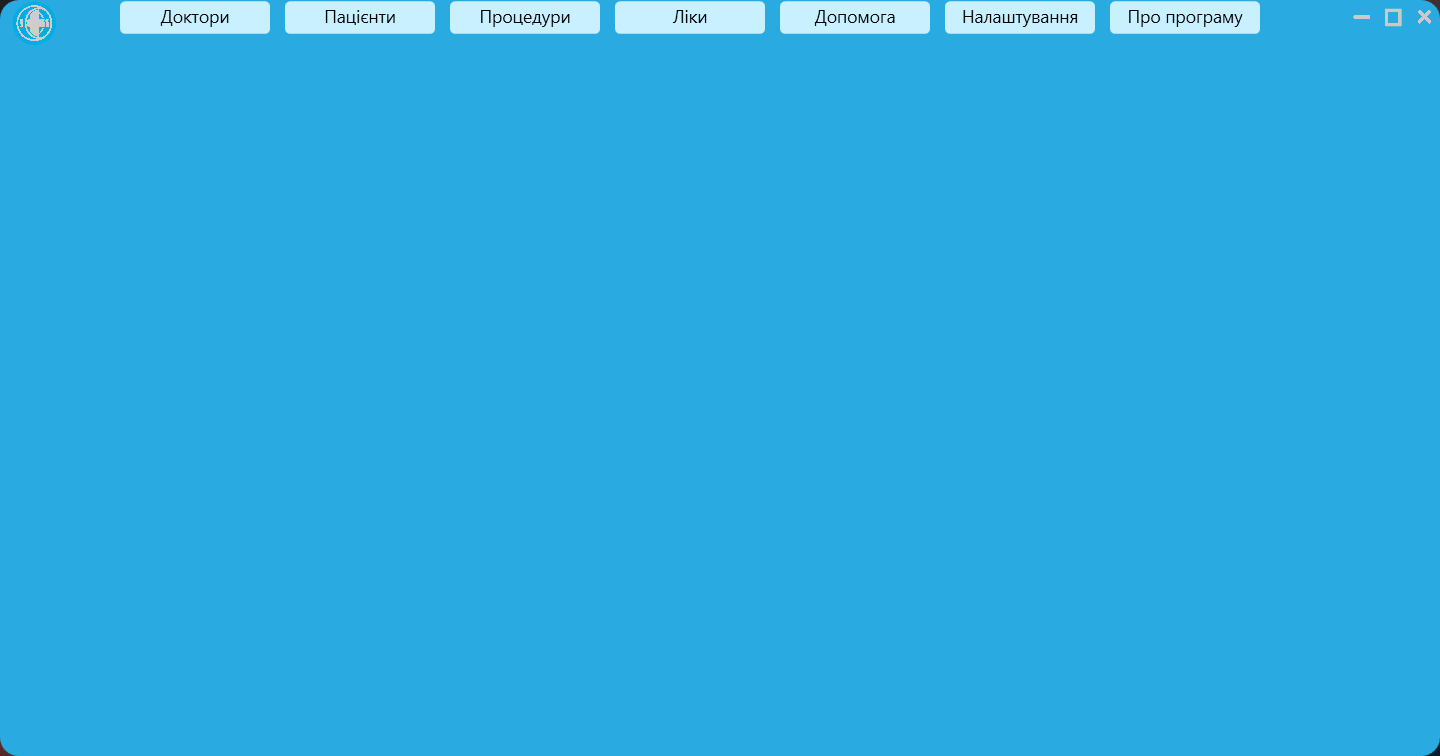 Доктори
Пацієнти
Процедури
Ліки
Допомога
Налаштування
Про програму